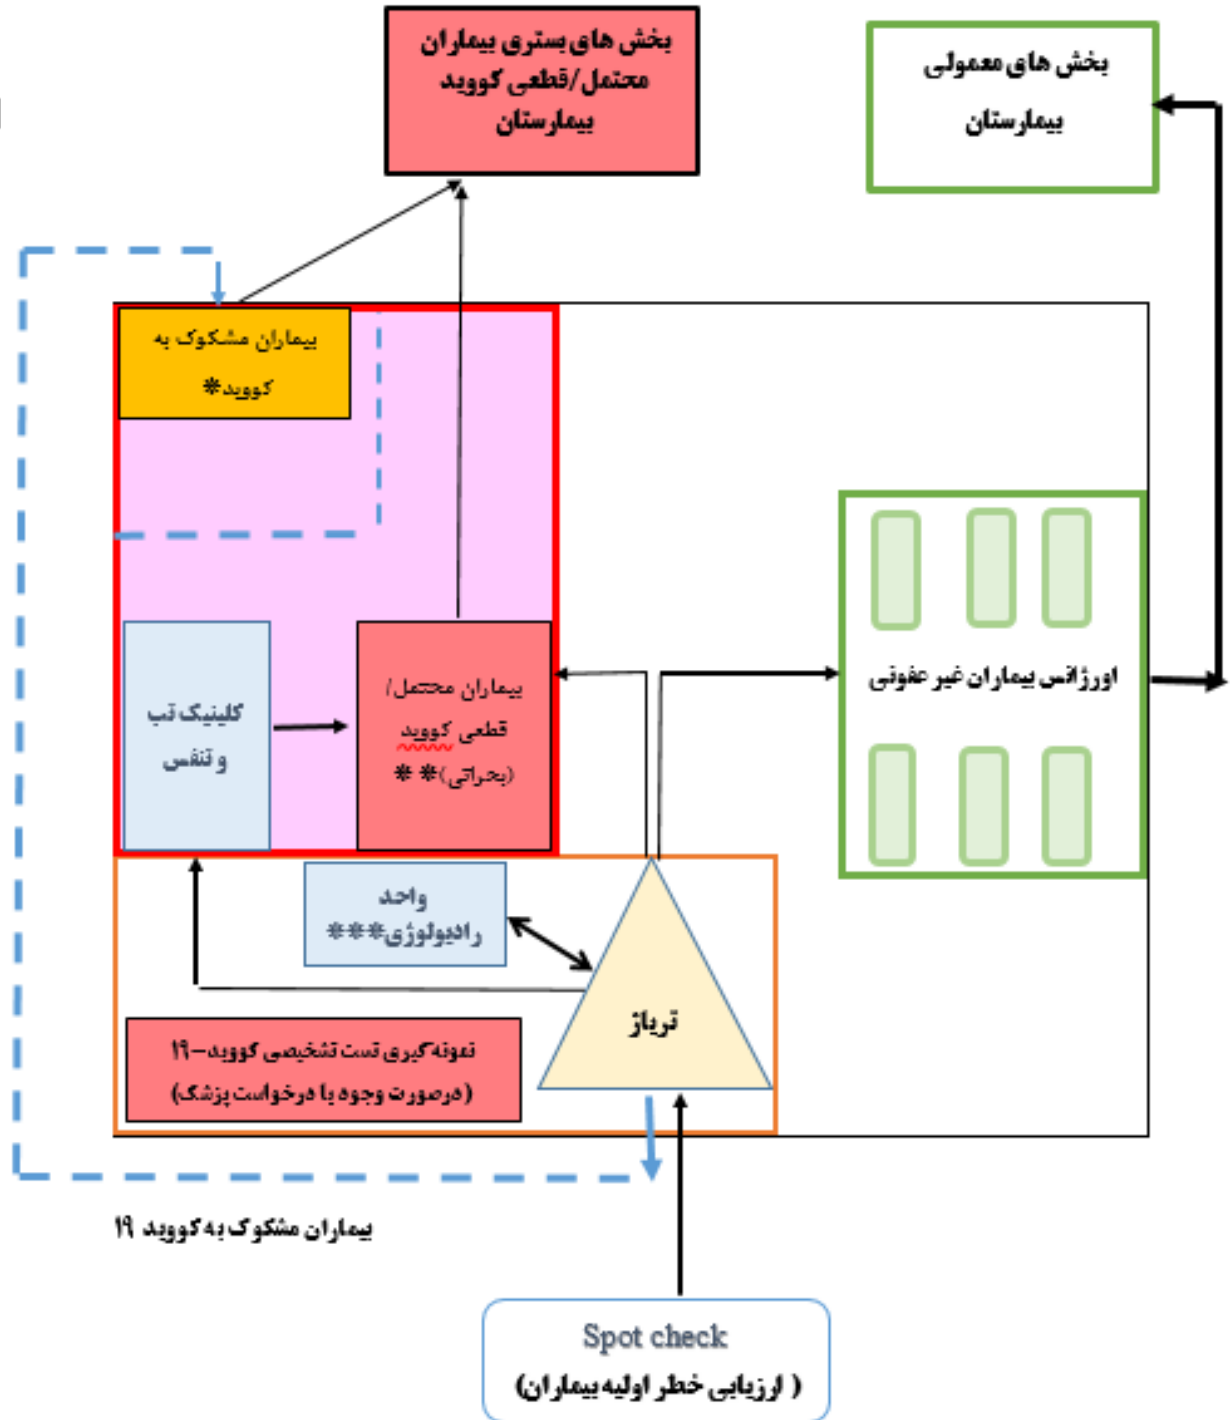 بخش های بستری بیماران
محتمل/قطعی کووید
بیمارستان
بخش های معمولی
بیمارستان
بیماران مشکوک به
کووید*
کلینیک تب
و تنفس
بیماران محتمل/
قطعی کووید
(بحرانی)**
اورژانس بیماران غیر عفونی
واحد
رادیولوژی***
تریاژ
نمونه گیری تست تشخیصی کووید-۱۹
(درصورت وجود با درخواست پزشک)
بیماران مشکوک به کووید ۱۹
Spot check
( ارزیابی خطر اولیه بیماران)